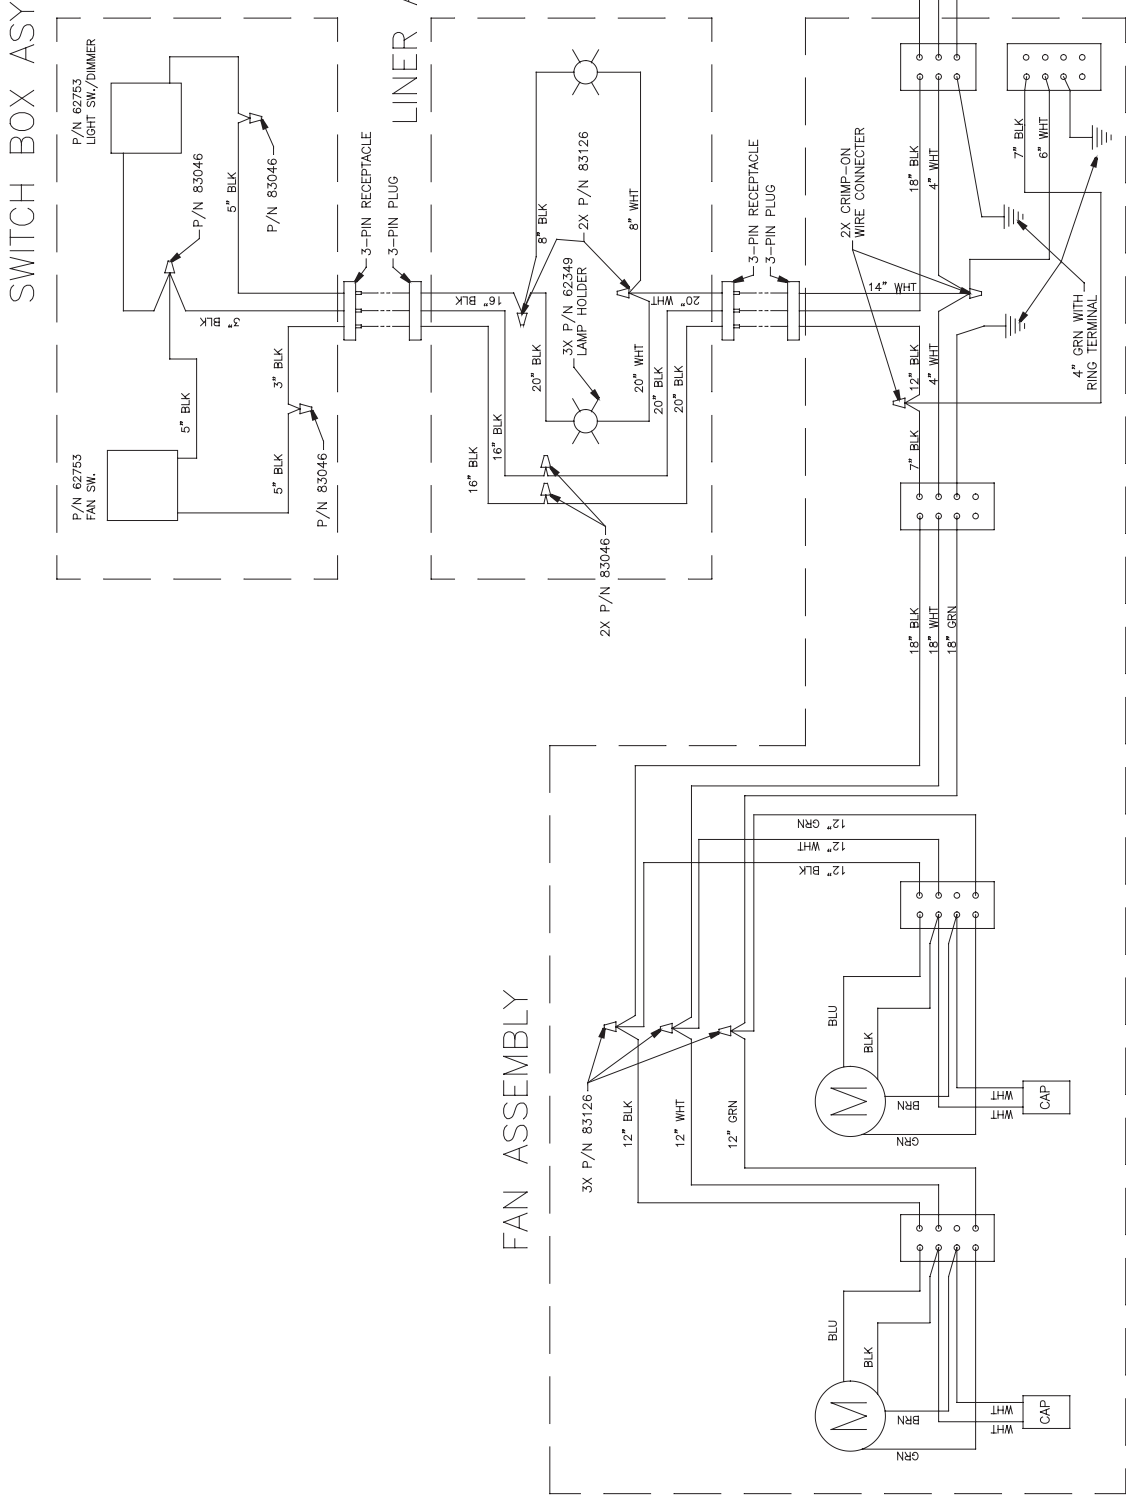 SWITCH BOX ASY
P/N 62753
LIGHT SW./DIMMER
5" BLK
P/N 83046
P/N 83046
3" BLK
5" BLK
3" BLK
P/N 62753
FAN SW.
5" BLK
P/N 83046
3-PIN RECEPTACLE
3-PIN PLUG
LINER
16" BLK
8" BLK
2X P/N 83126
8" WHT
3X P/N 62349
LAMP HOLDER
20" WHT
20" BLK
20" WHT
20" BLK
20" BLK
16" BLK
16" BLK
2X P/N 83046
3-PIN RECEPTACLE
3-PIN PLUG
2X CRIMP-ON
WIRE CONNECTER
18" BLK
4" WHT
7" BLK
6" WHT
14" WHT
12" BLK
4" WHT
4" GRN WITH
RING TERMINAL
7" BLK
18" BLK
18" WHT
18" GRN
FAN ASSEMBLY
12" GRN
12" WHT
12" BLK
3X P/N 83126
12" BLK
12" WHT
12" GRN
BLU
BLK
M
BRN
GRN
WHT
WHT
CAP
BLU
BLK
M
BRN
GRN
WHT
WHT
CAP